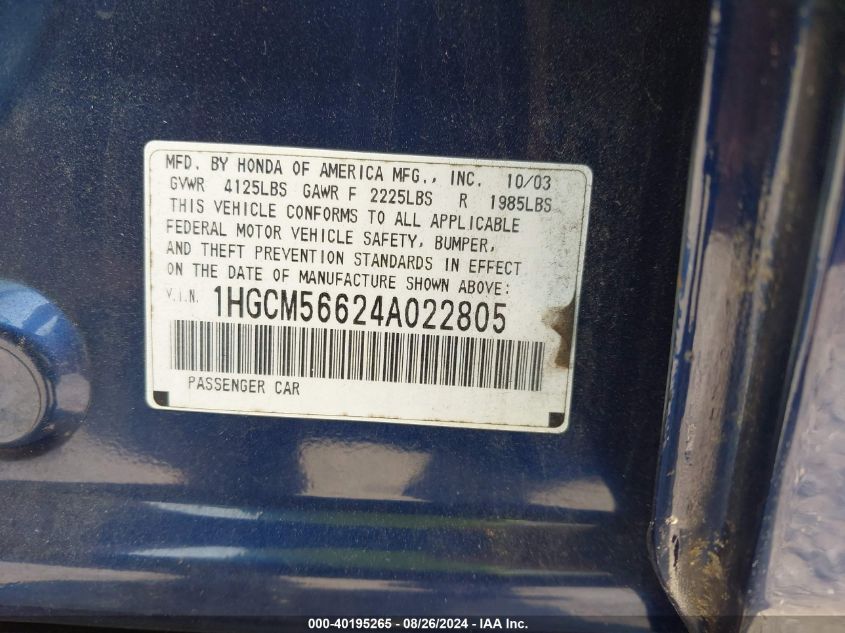 MFD. BY HONDA OF AMERICA MFG., INC. 10/03
GVWR 4125LBS GAWR F 2225LBS R 1985LBS
THIS VEHICLE CONFORMS TO ALL APPLICABLE
FEDERAL MOTOR VEHICLE SAFETY, BUMPER,
AND THEFT PREVENTION STANDARDS IN EFFECT
ON THE DATE OF MANUFACTURE SHOWN ABOVE:
V.I.N. 1HGCM56624A022805
PASSENGER CAR
000-40195265 - 08/26/2024 - IAA, Inc.